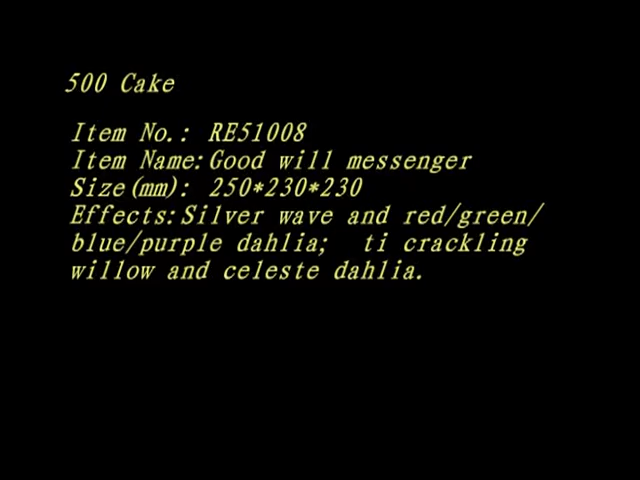 500 Cake
Item No.: RE51008
Item Name:Good will messenger
Size(mm): 250*230*230
Effects:Silver wave and red/green/
blue/purple dahlia;  ti crackling
willow and celeste dahlia.